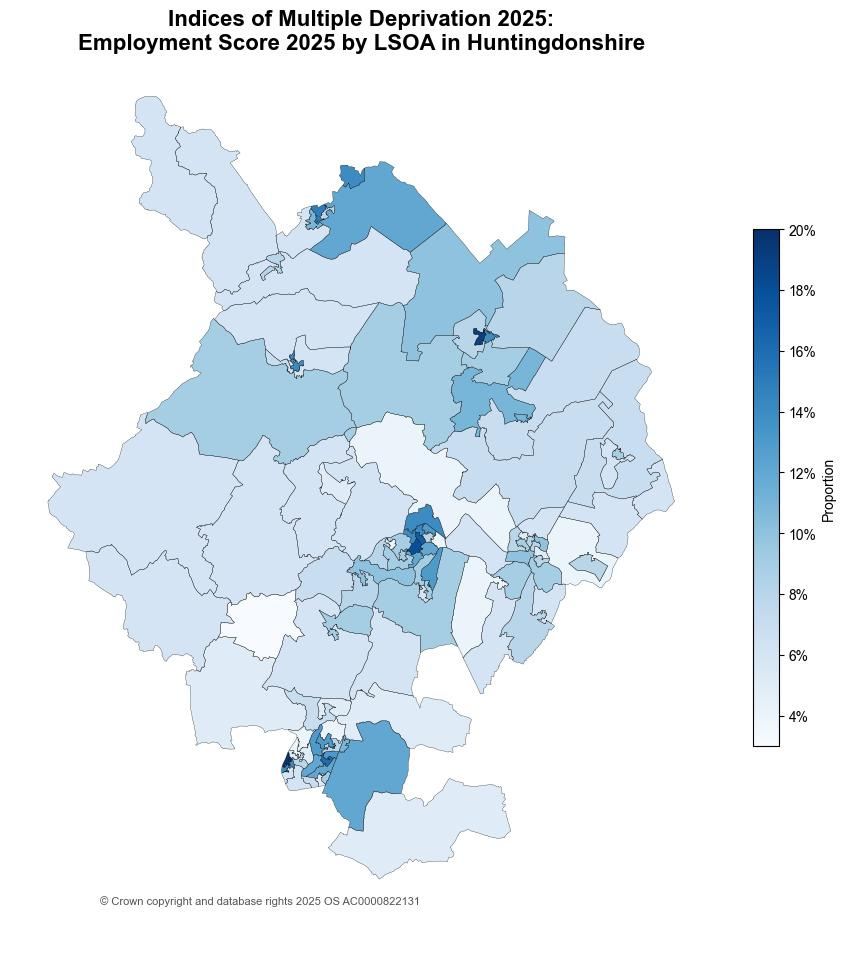 Indices of Multiple Deprivation 2025:
Employment Score 2025 by LSOA in Huntingdonshire
20%
18%
16%
14%
12%
10%
8%
6%
4%
Proportion
© Crown copyright and database rights 2025 OS AC0000822131